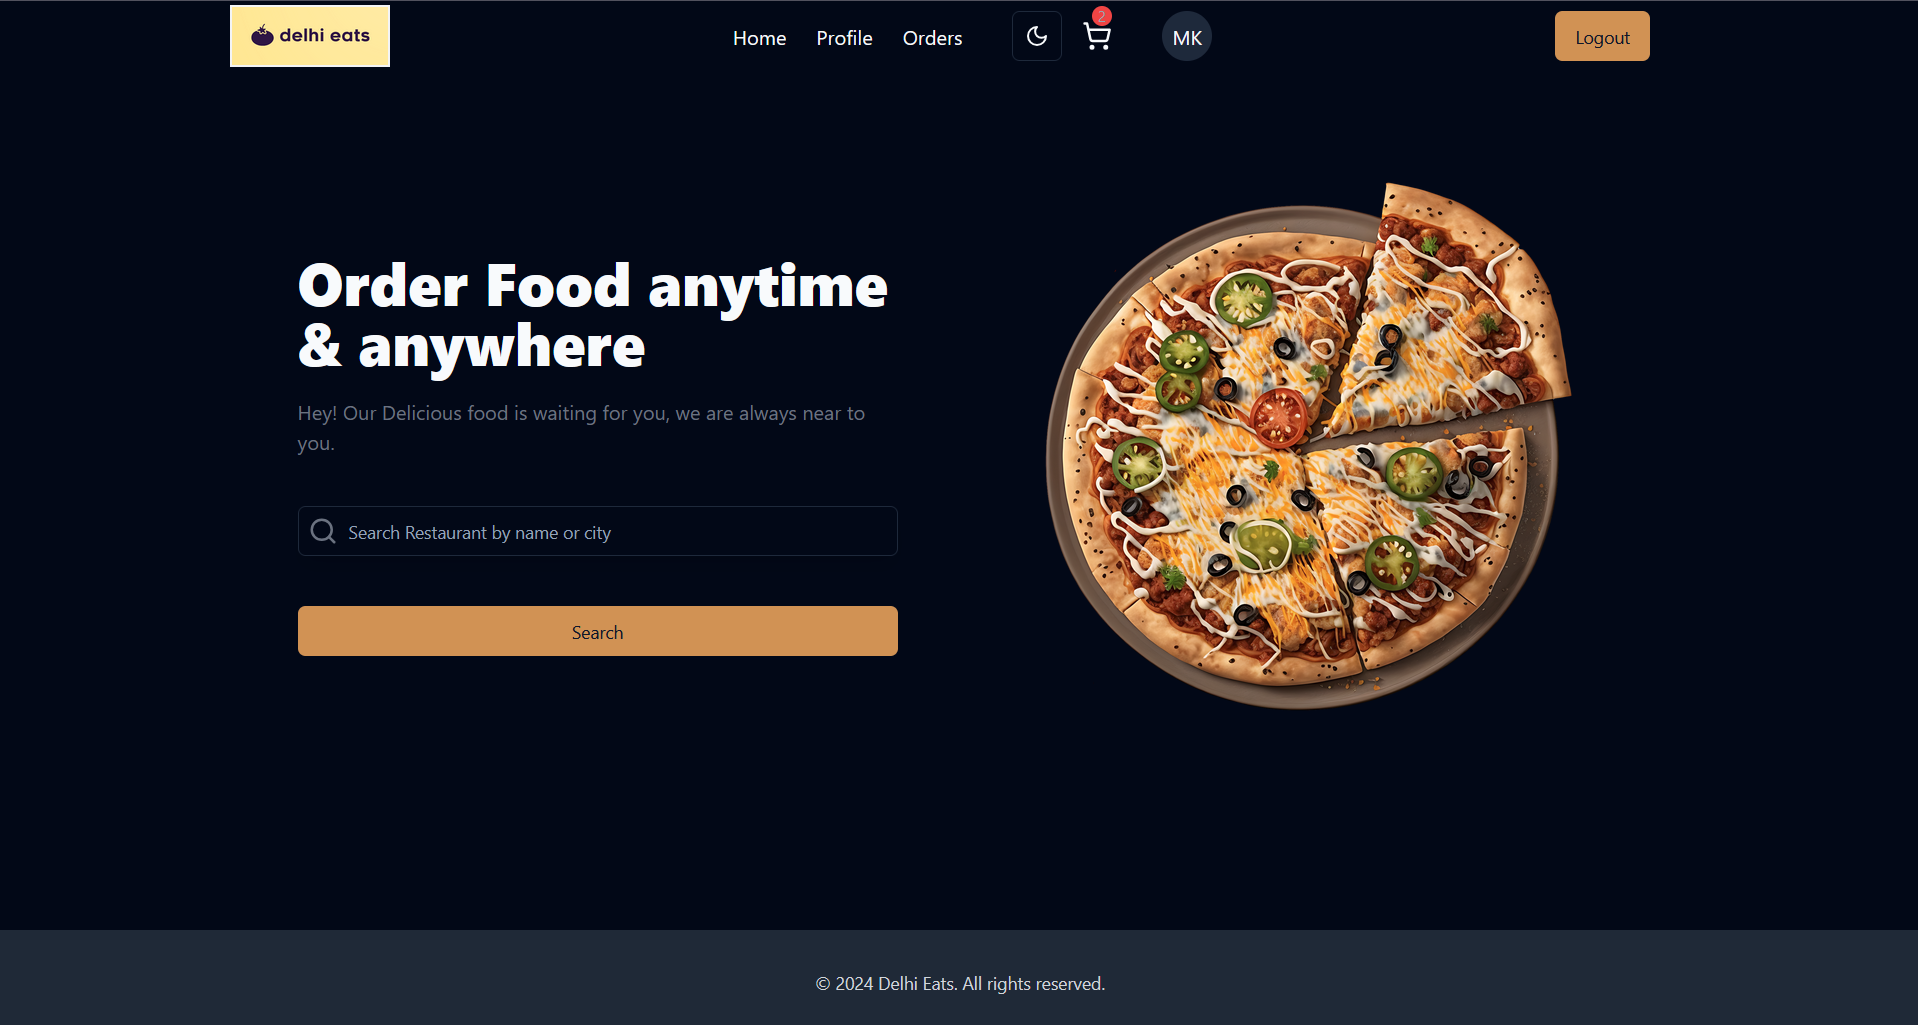 delhi eats
Home
Profile
Orders
2
MK
Logout
Order Food anytime
& anywhere
Hey! Our Delicious food is waiting for you, we are always near to
you.
Search Restaurant by name or city
Search
© 2024 Delhi Eats. All rights reserved.